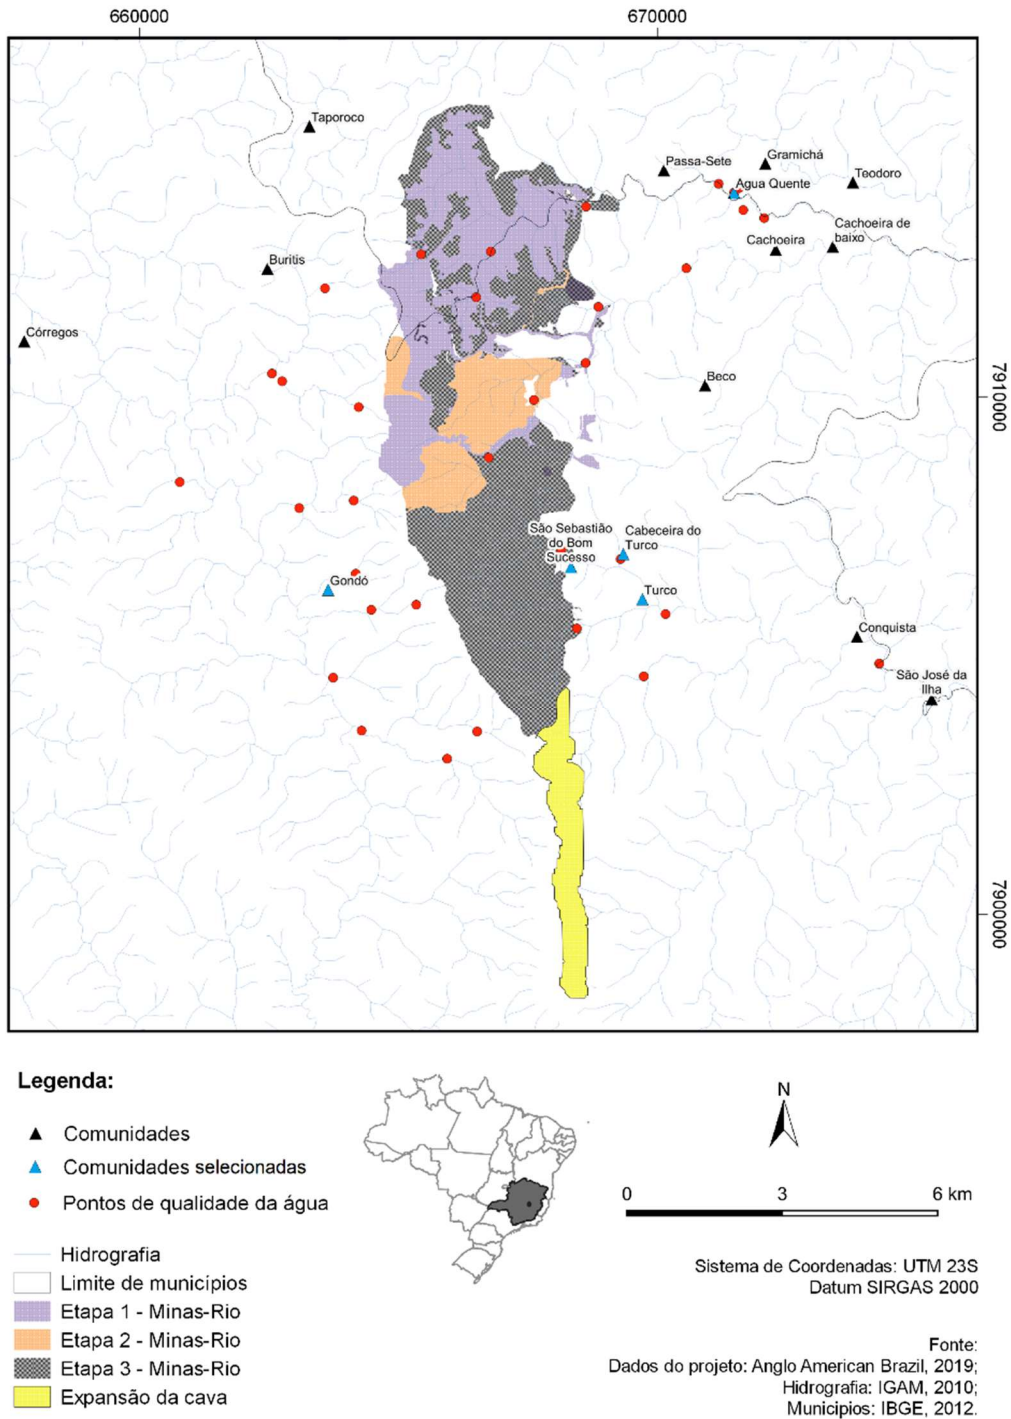 660000
670000
Taporoco
Passa-Sete
Gramichá
Agua Quente
Teodoro
Cachoeira de
baixo
Cachoeira
Buritis
Córregos
Beco
7910000
São Sebastião
do Bom
Sucesso
Cabeceira do
Turco
Gondó
Turco
Conquista
São José da
Ilha
7900000
Legenda:
Comunidades
Comunidades selecionadas
Pontos de qualidade da água
Hidrografia
Limite de municípios
Etapa 1 - Minas-Rio
Etapa 2 - Minas-Rio
Etapa 3 - Minas-Rio
Expansão da cava
N
0 3 6 km
Sistema de Coordenadas: UTM 23S
Datum SIRGAS 2000
Fonte:
Dados do projeto: Anglo American Brazil, 2019;
Hidrografia: IGAM, 2010;
Municipios: IBGE, 2012.